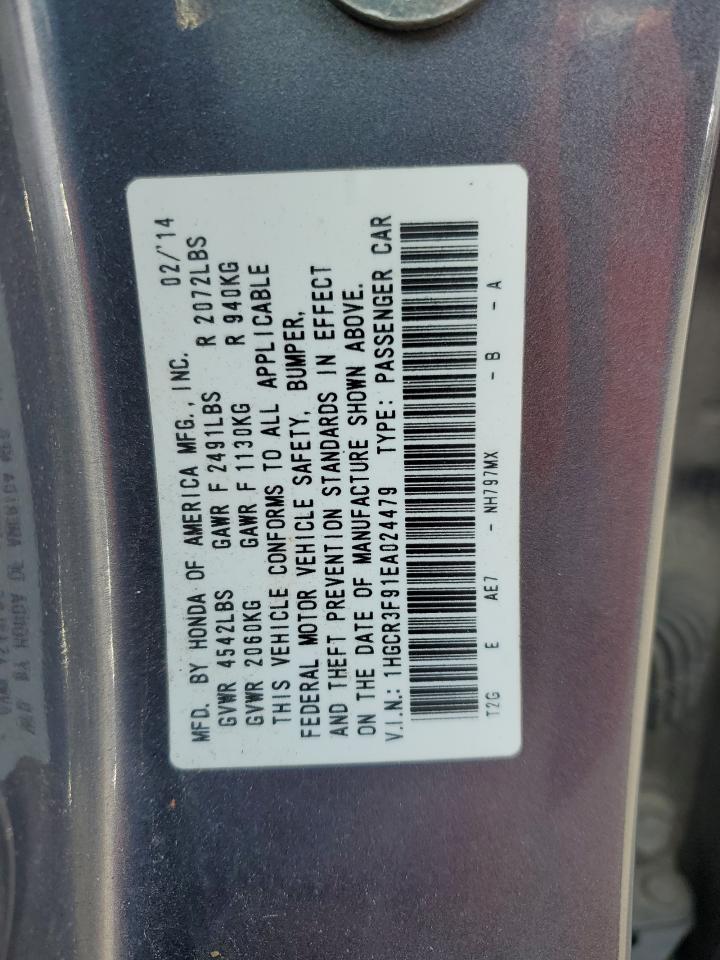 MFD. BY HONDA OF AMERICA MFG., INC. 02/'14
GVWR 4542LBS GAWR F 2491LBS R 2072LBS
GVWR 2060KG GAWR F 1130KG R 940KG
THIS VEHICLE CONFORMS TO ALL APPLICABLE
FEDERAL MOTOR VEHICLE SAFETY, BUMPER,
AND THEFT PREVENTION STANDARDS IN EFFECT
ON THE DATE OF MANUFACTURE SHOWN ABOVE.
V.I.N.: 1HGCR3F91EA024479 TYPE: PASSENGER CAR
T2G E AE7 - NH797MX - B - A